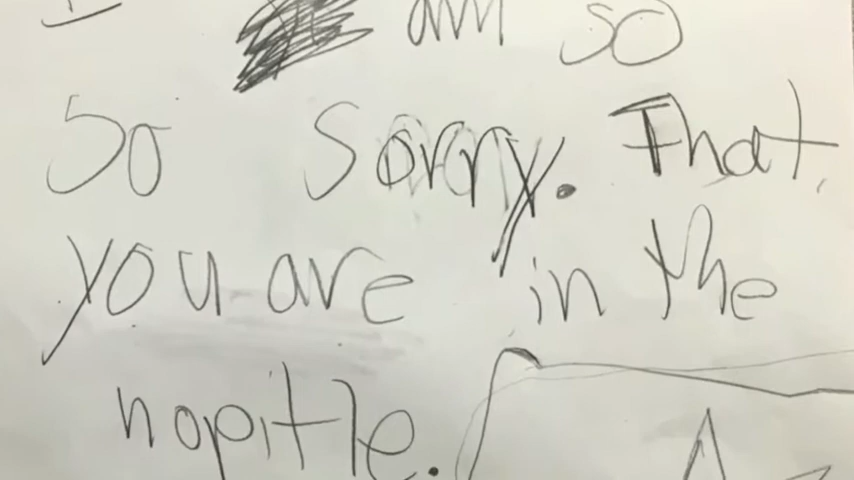 I am so
So Sorry. That
you are in the
hopitle.